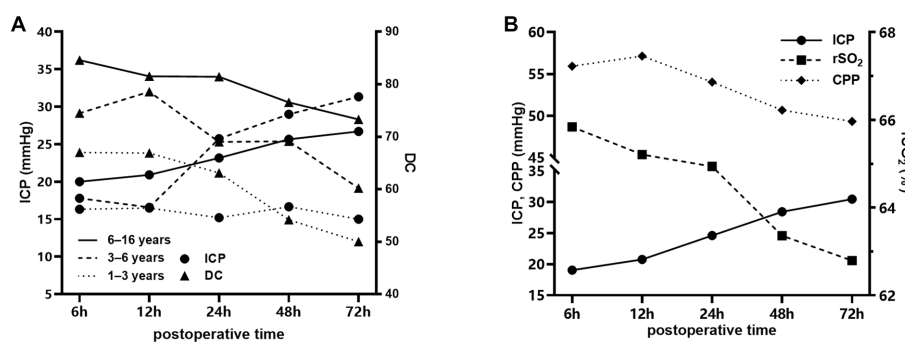 A
40
35
30
25
20
15
10
5
ICP (mmHg)
90
80
70
60
50
40
DC
6–16 years
3–6 years
1–3 years
ICP
DC
6h 12h 24h 48h 72h
postoperative time
B
60
55
50
45
35
30
25
20
15
ICP, CPP (mmHg)
68
66
64
62
rSO₂ (%)
ICP
rSO₂
CPP
6h 12h 24h 48h 72h
postoperative time